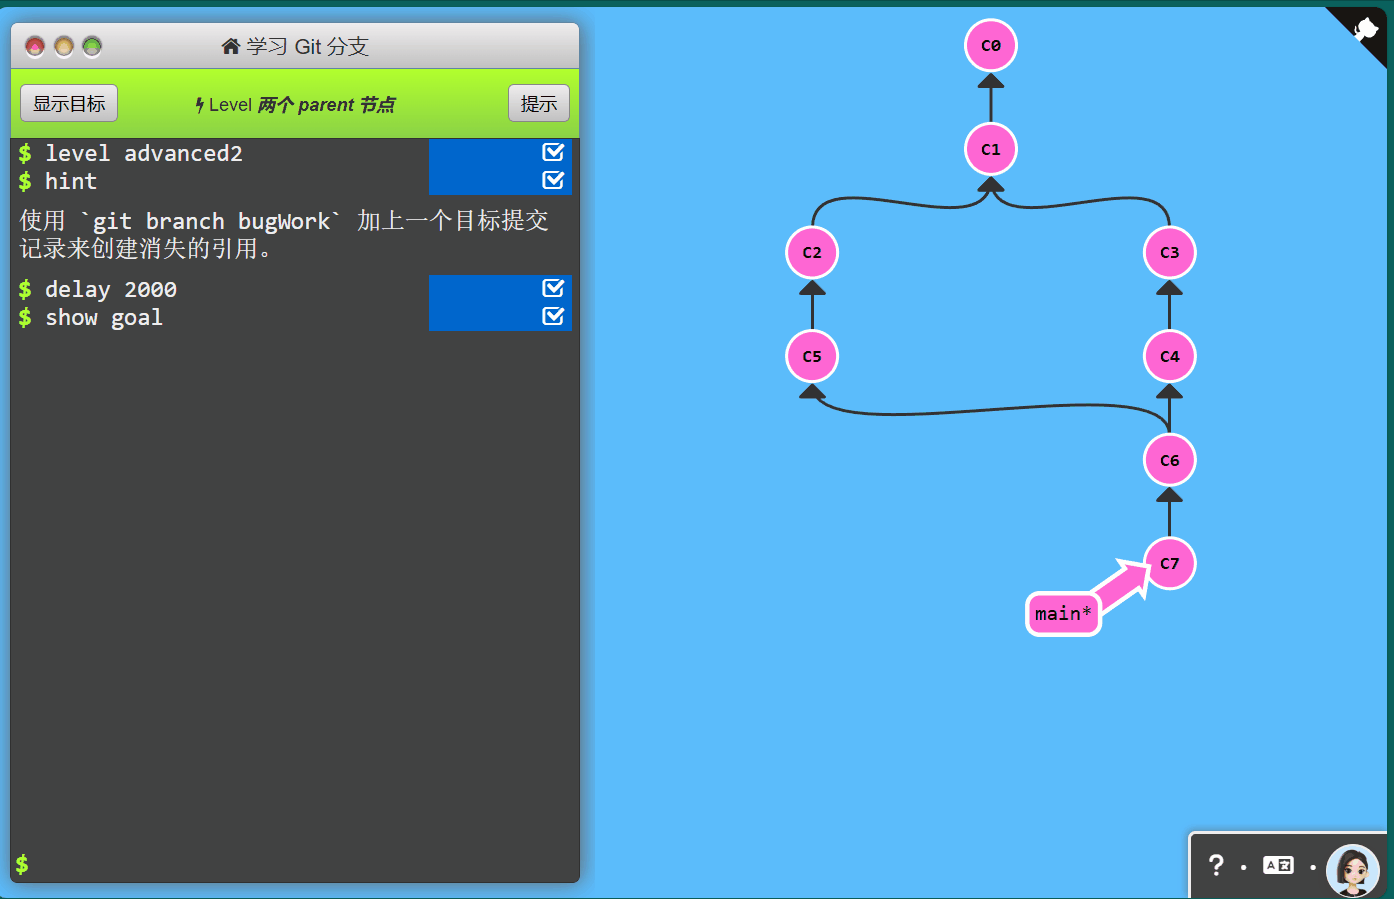 学习 Git 分支
显示目标
Level 两个 parent 节点
提示
$ level advanced2
$ hint
使用 `git branch bugWork` 加上一个目标提交
记录来创建消失的引用。
$ delay 2000
$ show goal
$
C0
C1
C2
C3
C5
C4
C6
C7
main*
?
A文